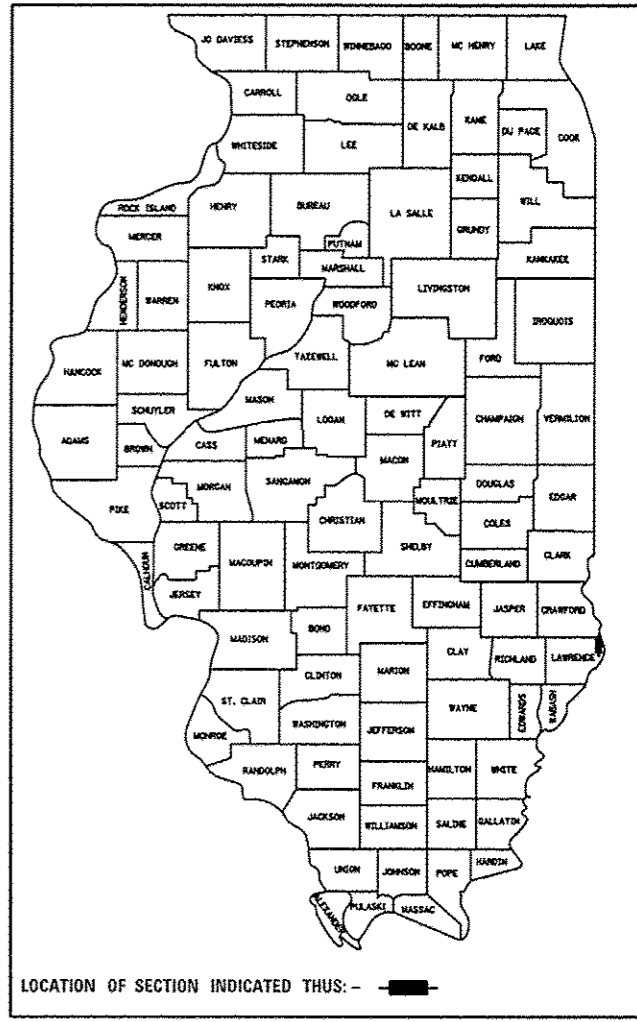 JO DAVIESS
STEPHENSON
WINNEBAGO
BOONE
MC HENRY
LAKE
CARROLL
OGLE
DE KALB
KANE
DU PAGE
COOK
WHITESIDE
LEE
KENDALL
WILL
ROCK ISLAND
HENRY
BUREAU
LA SALLE
GRUNDY
MERCER
PUTNAM
STARK
MARSHALL
KANKAKEE
HENDERSON
WARREN
KNOX
PEORIA
WOODFORD
LIVINGSTON
IROQUOIS
HANCOCK
MC DONOUGH
FULTON
TAZEWELL
MC LEAN
FORD
MASON
SCHUYLER
LOGAN
DE WITT
CHAMPAIGN
VERMILION
ADAMS
BROWN
CASS
MENARD
PIATT
MACON
PIKE
SCOTT
MORGAN
SANGAMON
CHRISTIAN
MOULTRIE
DOUGLAS
EDGAR
COLES
CALHOUN
GREENE
MACOUPIN
MONTGOMERY
SHELBY
CUMBERLAND
CLARK
JERSEY
FAYETTE
EFFINGHAM
JASPER
CRAWFORD
MADISON
BOND
CLAY
RICHLAND
LAWRENCE
CLINTON
MARION
ST. CLAIR
WASHINGTON
WAYNE
EDWARDS
WABASH
MONROE
JEFFERSON
RANDOLPH
PERRY
HAMILTON
WHITE
FRANKLIN
JACKSON
WILLIAMSON
SALINE
GALLATIN
UNION
JOHNSON
POPE
HARDIN
ALEXANDER
PULASKI
MASSAC
LOCATION OF SECTION INDICATED THUS: -